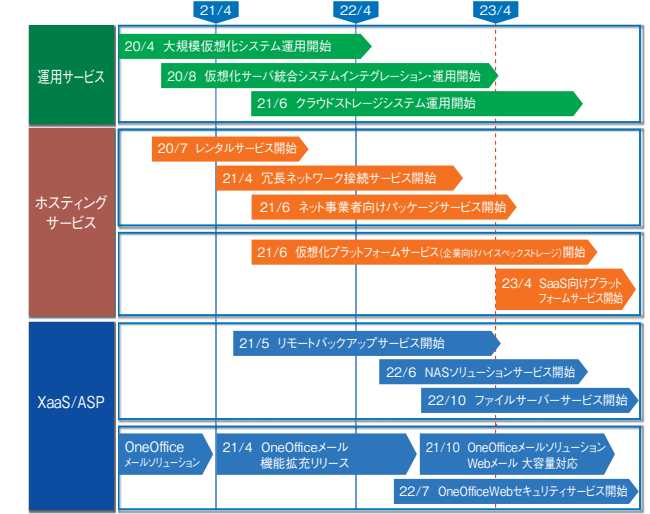 21/4
22/4
23/4
運用サービス
20/4 大規模仮想化システム運用開始
20/8 仮想化サーバ統合システムインテグレーション・運用開始
21/6 クラウドストレージシステム運用開始
ホスティング
サービス
20/7 レンタルサービス開始
21/4 冗長ネットワーク接続サービス開始
21/6 ネット事業者向けパッケージサービス開始
21/6 仮想化プラットフォームサービス(企業向けハイスペックストレージ)開始
23/4 SaaS向けプラット
フォームサービス開始
XaaS/ASP
21/5 リモートバックアップサービス開始
22/6 NASソリューションサービス開始
22/10 ファイルサーバーサービス開始
OneOffice
メールソリューション
21/4 OneOfficeメール
機能拡充リリース
21/10 OneOfficeメールソリューション
Webメール 大容量対応
22/7 OneOfficeWebセキュリティサービス開始